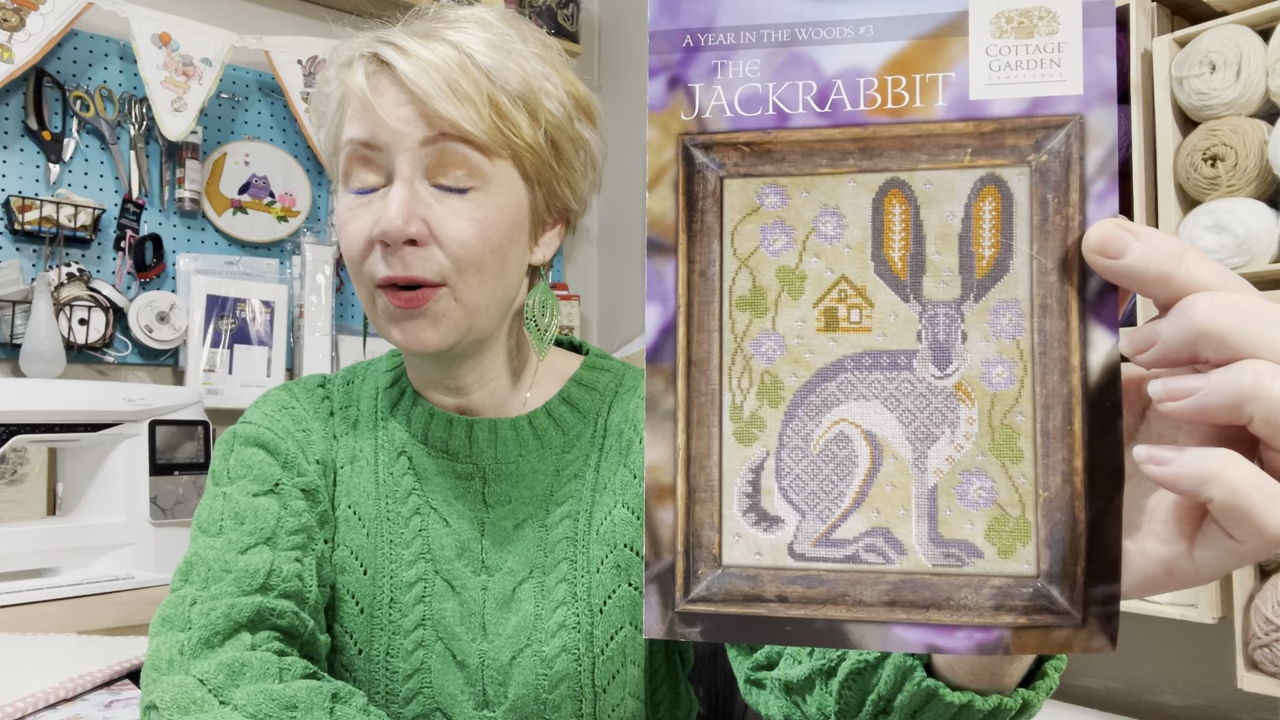 A YEAR IN THE WOODS #3
THE
JACKRABBIT
COTTAGE
GARDEN
SAMPLINGS